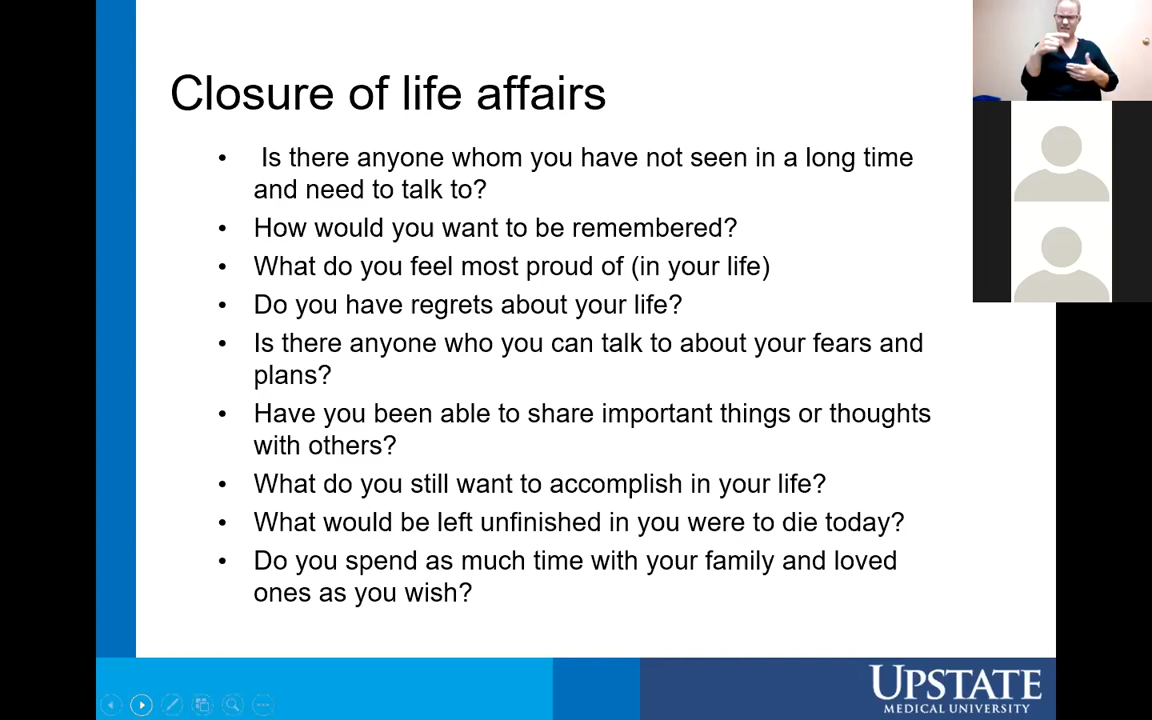 Closure of life affairs
• Is there anyone whom you have not seen in a long time
and need to talk to?
• How would you want to be remembered?
• What do you feel most proud of (in your life)
• Do you have regrets about your life?
• Is there anyone who you can talk to about your fears and
plans?
• Have you been able to share important things or thoughts
with others?
• What do you still want to accomplish in your life?
• What would be left unfinished in you were to die today?
• Do you spend as much time with your family and loved
ones as you wish?
UPSTATE
MEDICAL UNIVERSITY